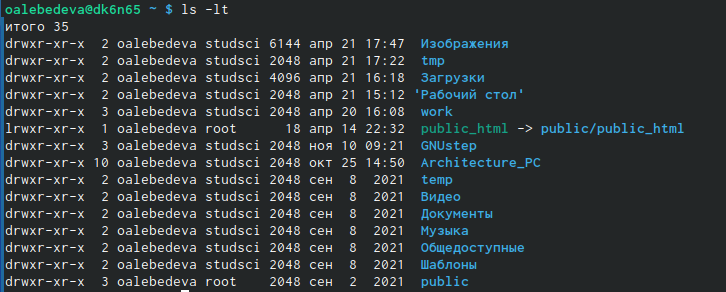 oalebedeva@dk6n65 ~ $ ls -lt
итого 35
drwxr-xr-x  2 oalebedeva studsci 6144 апр 21 17:47  Изображения
drwxr-xr-x  2 oalebedeva studsci 2048 апр 21 17:22  tmp
drwxr-xr-x  2 oalebedeva studsci 4096 апр 21 16:18  Загрузки
drwxr-xr-x  2 oalebedeva studsci 2048 апр 21 15:12 'Рабочий стол'
drwxr-xr-x  3 oalebedeva studsci 2048 апр 20 16:08  work
lrwxr-xr-x  1 oalebedeva root      18 апр 14 22:32  public_html -> public/public_html
drwxr-xr-x  3 oalebedeva studsci 2048 ноя 10 09:21  GNUstep
drwxr-xr-x 10 oalebedeva studsci 2048 окт 25 14:50  Architecture_PC
drwxr-xr-x  2 oalebedeva studsci 2048 сен  8  2021  temp
drwxr-xr-x  2 oalebedeva studsci 2048 сен  8  2021  Видео
drwxr-xr-x  2 oalebedeva studsci 2048 сен  8  2021  Документы
drwxr-xr-x  2 oalebedeva studsci 2048 сен  8  2021  Музыка
drwxr-xr-x  2 oalebedeva studsci 2048 сен  8  2021  Общедоступные
drwxr-xr-x  2 oalebedeva studsci 2048 сен  8  2021  Шаблоны
drwxr-xr-x  3 oalebedeva root    2048 сен  2  2021  public